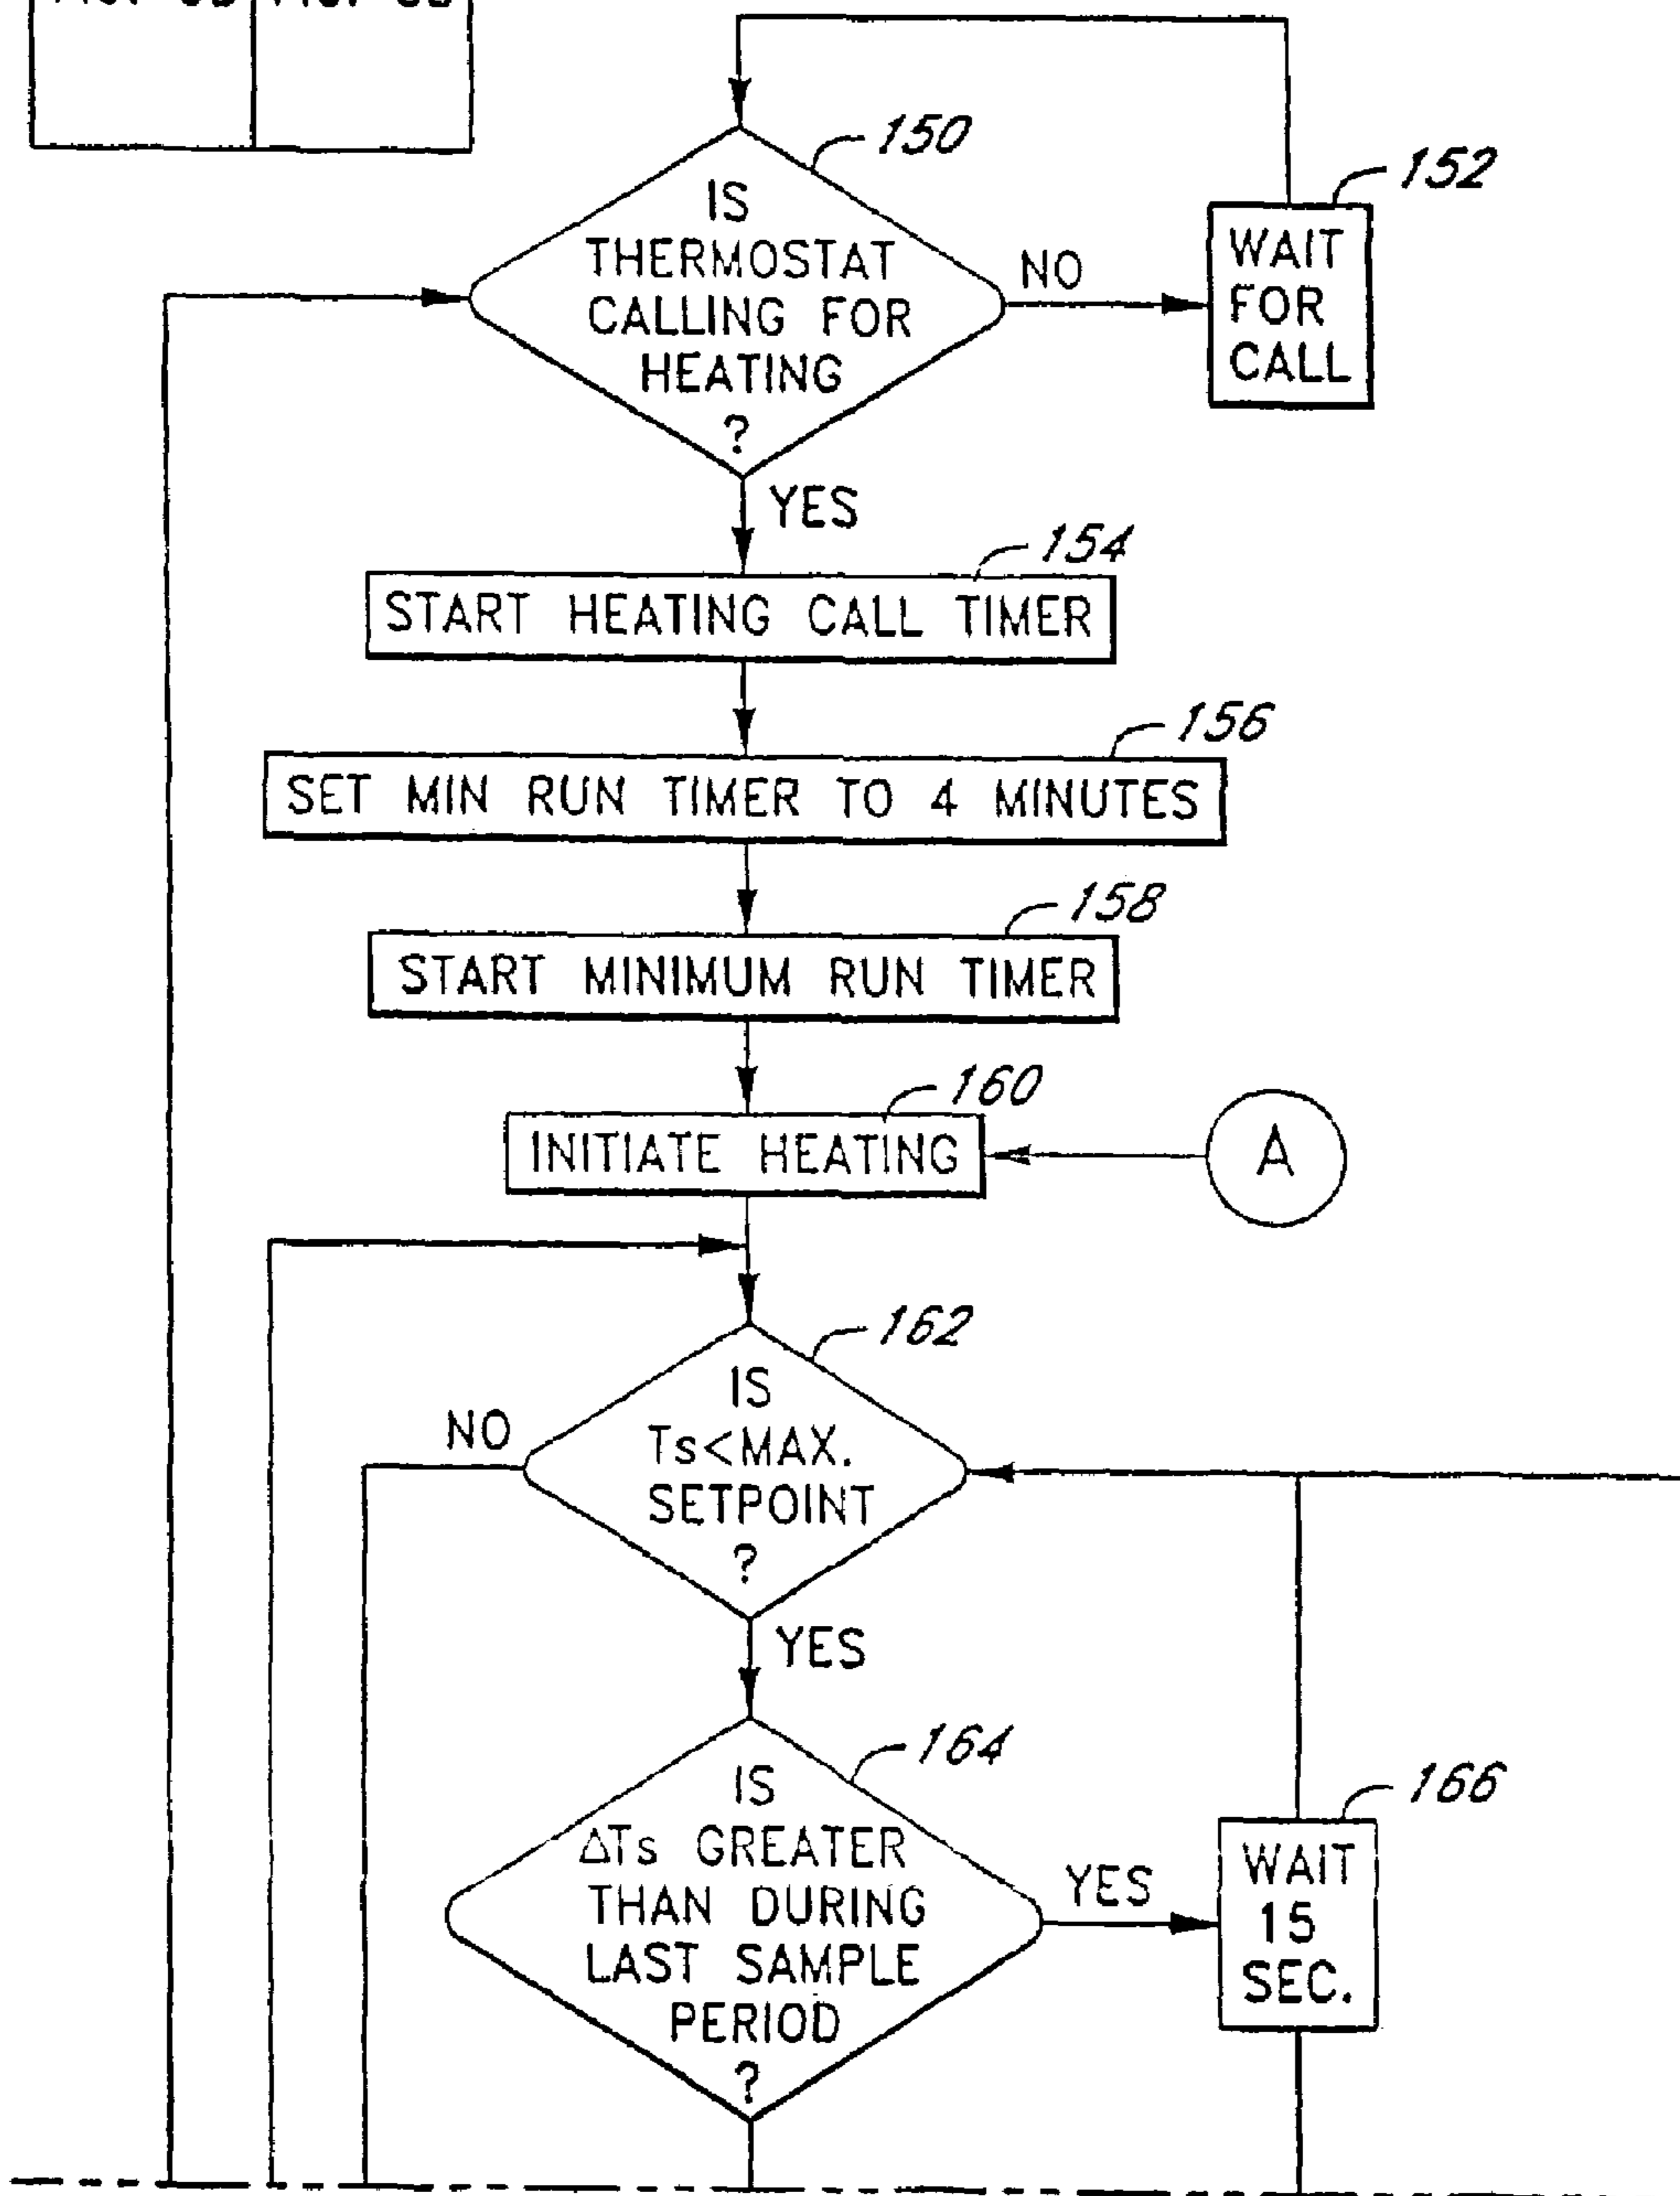 150
IS
THERMOSTAT
CALLING FOR
HEATING
?
NO
152
WAIT
FOR
CALL
YES
154
START HEATING CALL TIMER
156
SET MIN RUN TIMER TO 4 MINUTES
158
START MINIMUM RUN TIMER
160
INITIATE HEATING
A
162
IS
Ts<MAX.
SETPOINT
?
NO
YES
164
IS
ΔTs GREATER
THAN DURING
LAST SAMPLE
PERIOD
?
YES
166
WAIT
15
SEC.